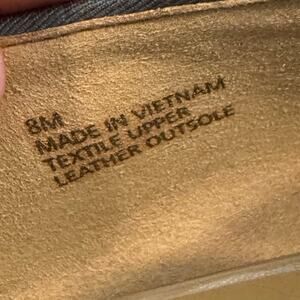 8M
MADE IN VIETNAM
TEXTILE UPPER
LEATHER OUTSOLE